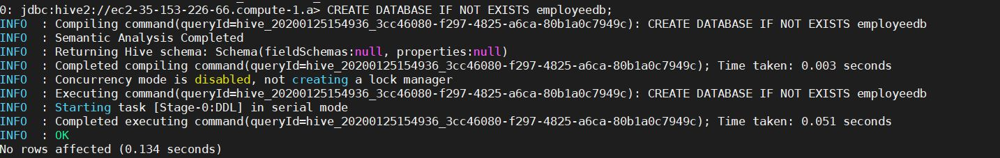 0: jdbc:hive2://ec2-35-153-226-66.compute-1.a> CREATE DATABASE IF NOT EXISTS employeedb;
INFO  : Compiling command(queryId=hive_20200125154936_3cc46080-f297-4825-a6ca-80b1a0c7949c): CREATE DATABASE IF NOT EXISTS employeedb
INFO  : Semantic Analysis Completed
INFO  : Returning Hive schema: Schema(fieldSchemas:null, properties:null)
INFO  : Completed compiling command(queryId=hive_20200125154936_3cc46080-f297-4825-a6ca-80b1a0c7949c); Time taken: 0.003 seconds
INFO  : Concurrency mode is disabled, not creating a lock manager
INFO  : Executing command(queryId=hive_20200125154936_3cc46080-f297-4825-a6ca-80b1a0c7949c): CREATE DATABASE IF NOT EXISTS employeedb
INFO  : Starting task [Stage-0:DDL] in serial mode
INFO  : Completed executing command(queryId=hive_20200125154936_3cc46080-f297-4825-a6ca-80b1a0c7949c); Time taken: 0.051 seconds
INFO  : OK
No rows affected (0.134 seconds)